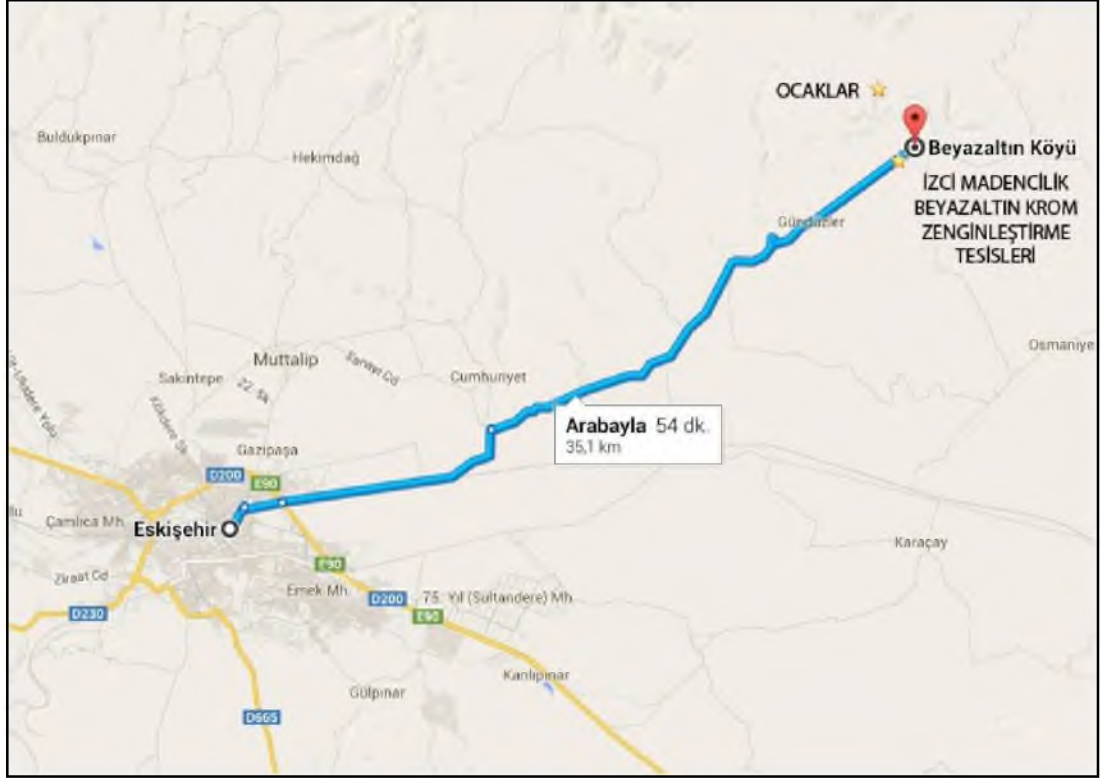 OCAKLAR
Buldukpınar
Beyazaltın Köyü
Hekimdağ
İZCİ MADENCİLİK
BEYAZALTIN KROM
ZENGİNLEŞTİRME
TESİSLERİ
Gündüzler
Osmaniye
Muttalip
Sakintepe
22. Sk
Cumhuriyet
Kökdere Sk
Arabayla 54 dk.
35,1 km
Gazipaşa
D200
E90
Çamlıca Mh.
Eskişehir
Karaçay
Ziraat Cd
E90
Emek Mh.
D200
75. Yıl (Sultandere) Mh.
D230
E90
Kanlıpınar
Gülpınar
D665